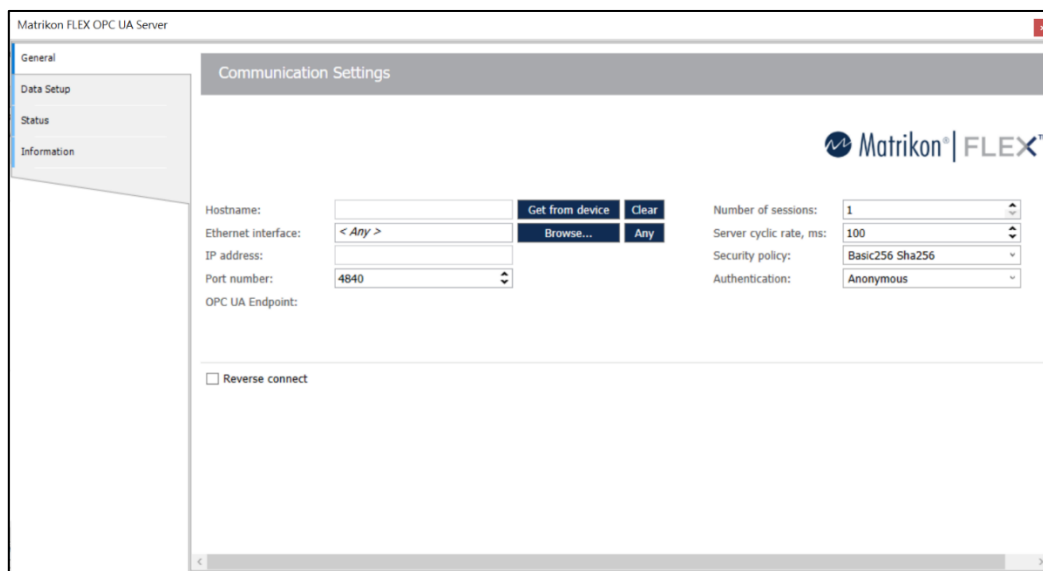 Matrikon FLEX OPC UA Server
General
Data Setup
Status
Information
Communication Settings
Matrikon® | FLEX™
Hostname: Get from device Clear Number of sessions: 1
Ethernet interface: < Any > Browse... Any Server cyclic rate, ms: 100
IP address: Security policy: Basic256 Sha256
Port number: 4840 Authentication: Anonymous
OPC UA Endpoint:
Reverse connect